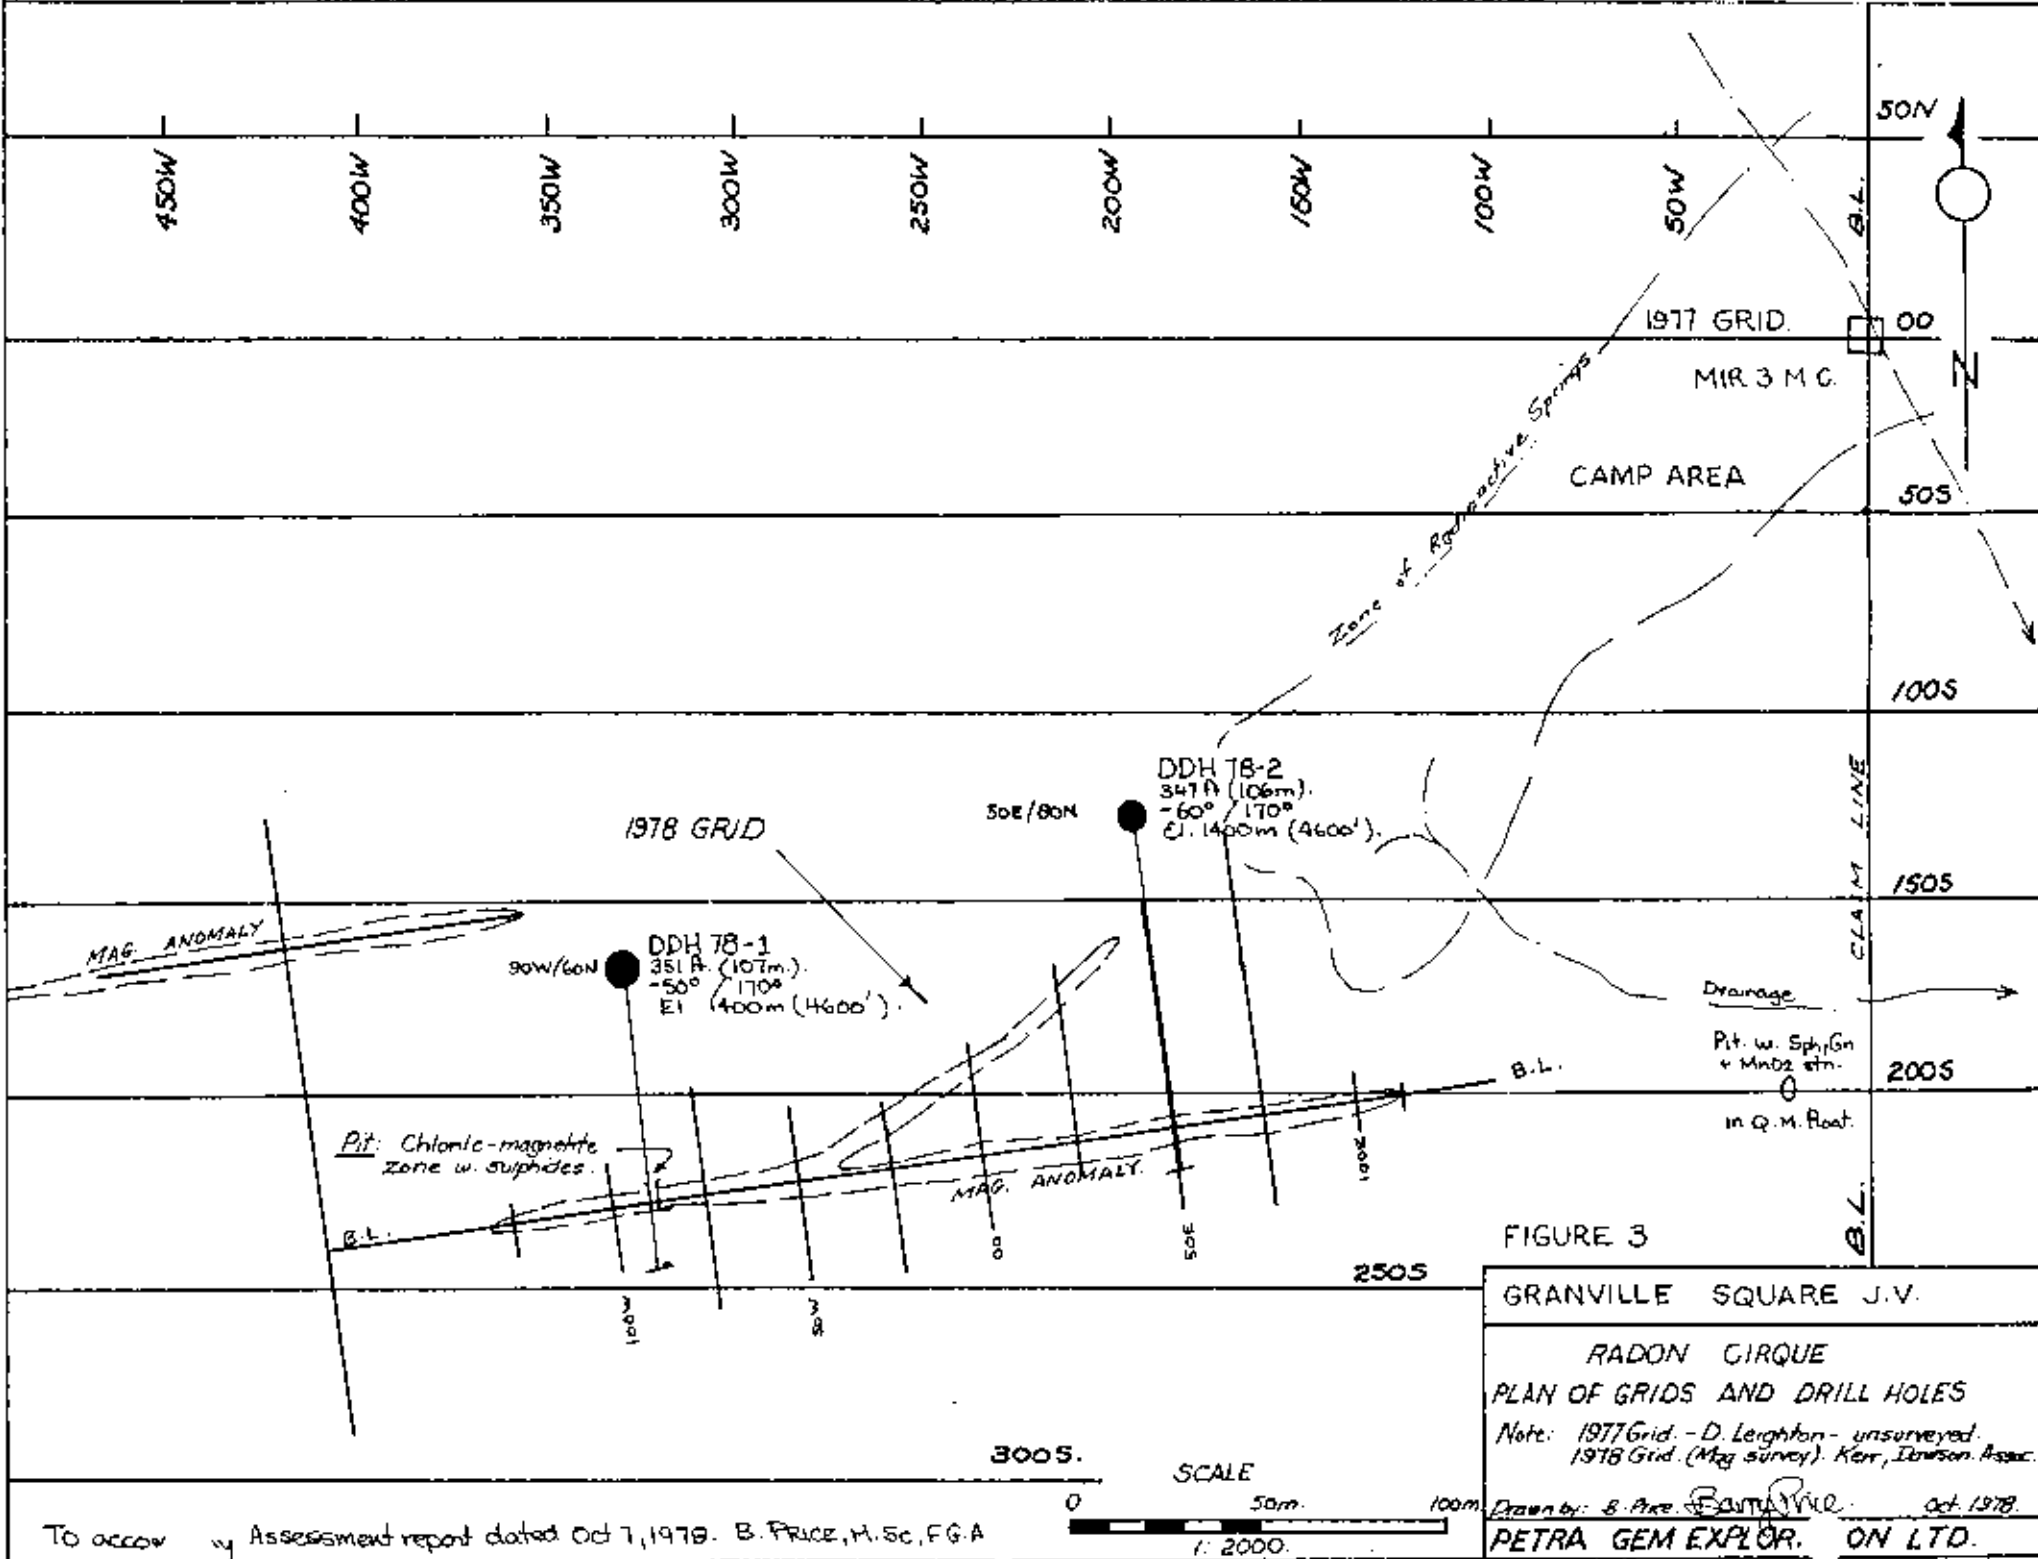 50N
450W
400W
350W
300W
250W
200W
150W
100W
50W
B.L.
1977 GRID.
00
MIR 3 M C.
N
Zone of Radioactive Springs
CAMP AREA
50S
100S
DDH 78-2
347 ft (106m).
-60° / 170°
El. 1400m (4600').
50E/80N
1978 GRID
CLAIM LINE
150S
MAG. ANOMALY
DDH 78-1
90W/60N
351 ft. (107m.).
-50° / 170°
El 1400m (4600').
Drainage
Pit. w. Sph, Gn
+ MnO2 stn.
in Q.M. float.
B.L.
200S
Pit: Chloric-magnetite
zone w. sulphides.
MAG. ANOMALY.
100E
B.L.
00
50E
B.L.
FIGURE 3
250S
100W
50W
GRANVILLE SQUARE J.V.
RADON CIRQUE
PLAN OF GRIDS AND DRILL HOLES
Note: 1977 Grid. - D. Leighton - unsurveyed.
1978 Grid. (Mag survey). Kerr, Dawson. Assoc.
300S.
SCALE
0 50m. 100m
1: 2000.
Drawn by: B. Price. Barry Price. Oct. 1978.
To accom y Assessment report dated Oct 7, 1978. B. PRICE, M.Sc, F.G.A
PETRA GEM EXPLOR. ON LTD.